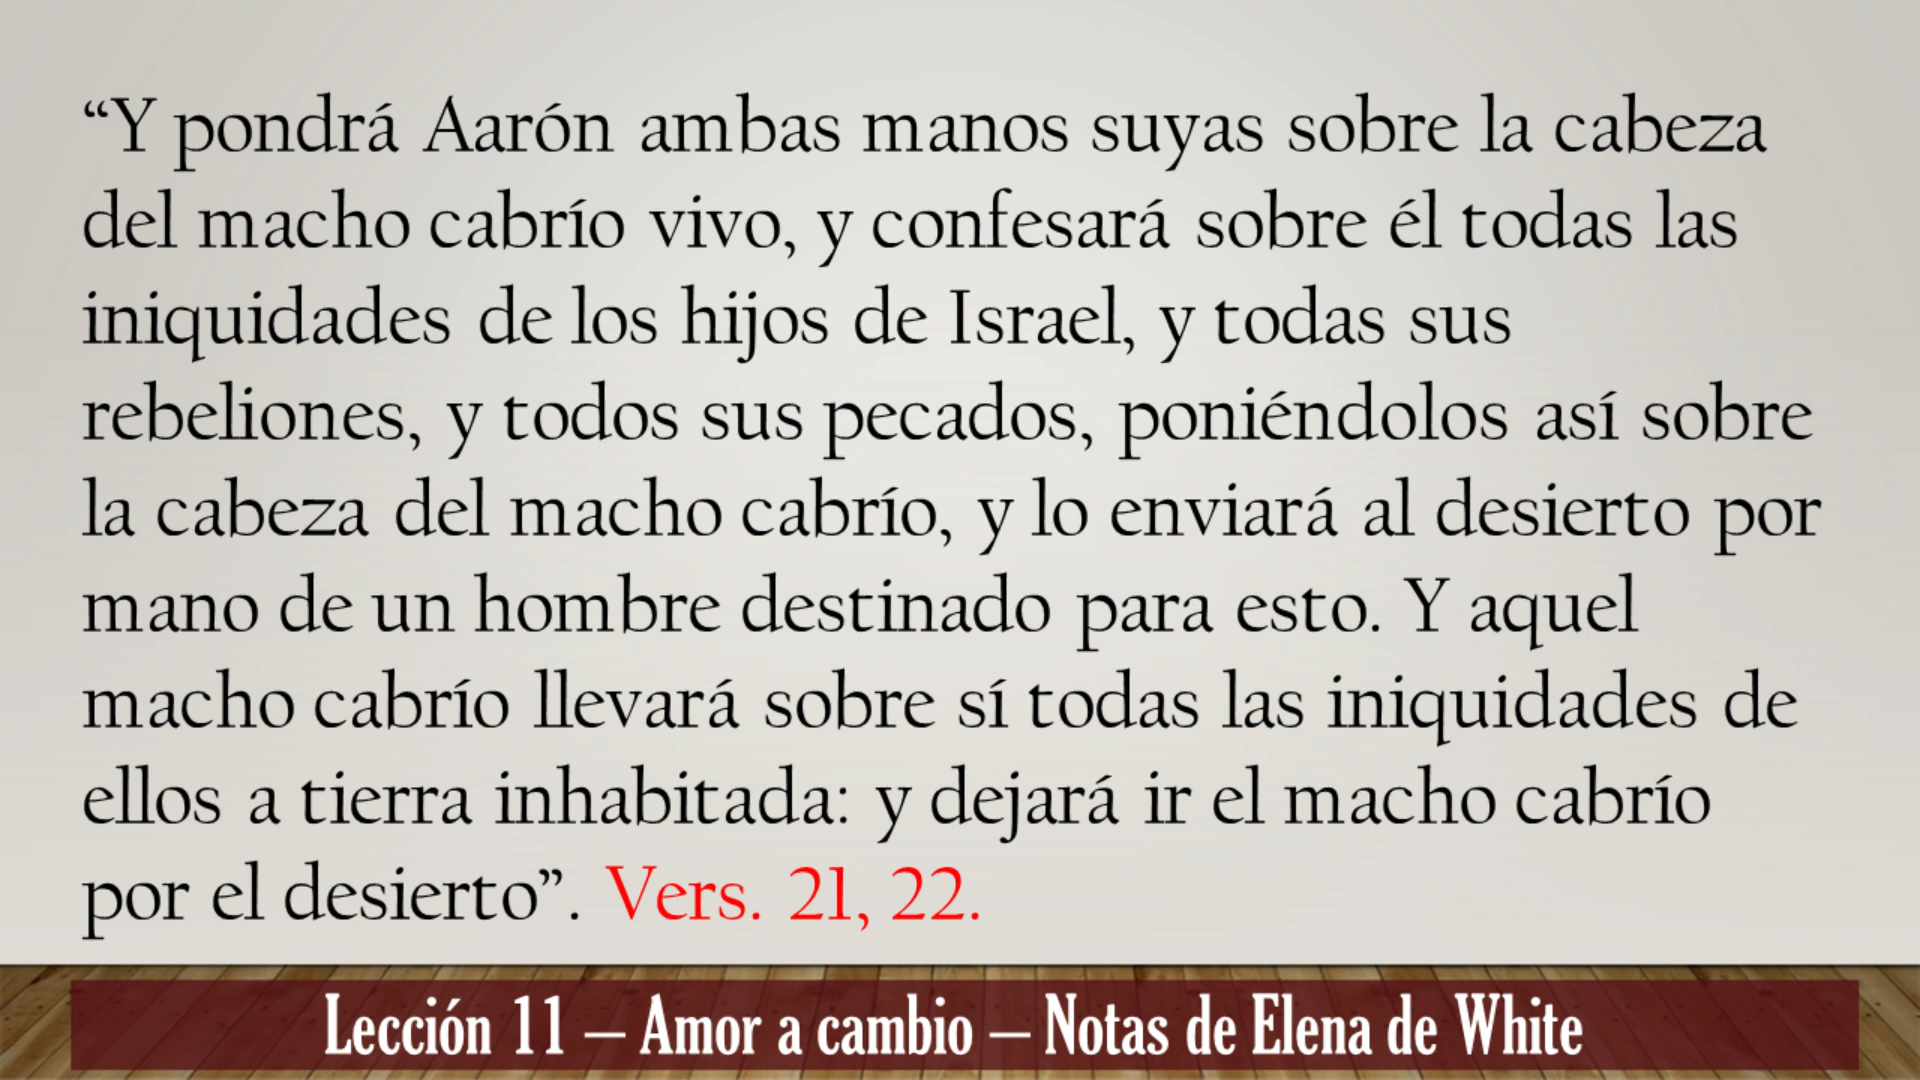 “Y pondrá Aarón ambas manos suyas sobre la cabeza
del macho cabrío vivo, y confesará sobre él todas las
iniquidades de los hijos de Israel, y todas sus
rebeliones, y todos sus pecados, poniéndolos así sobre
la cabeza del macho cabrío, y lo enviará al desierto por
mano de un hombre destinado para esto. Y aquel
macho cabrío llevará sobre sí todas las iniquidades de
ellos a tierra inhabitada: y dejará ir el macho cabrío
por el desierto”. Vers. 21, 22.
Lección 11 – Amor a cambio – Notas de Elena de White